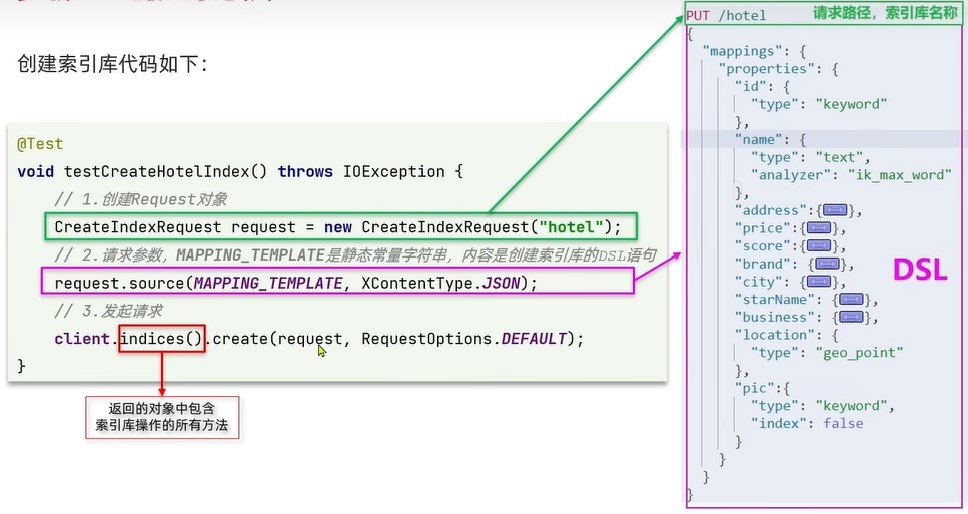 创建索引库代码如下：
@Test
void testCreateHotelIndex() throws IOException {
// 1.创建Request对象
CreateIndexRequest request = new CreateIndexRequest("hotel");
// 2.请求参数，MAPPING_TEMPLATE是静态常量字符串，内容是创建索引库的DSL语句
request.source(MAPPING_TEMPLATE, XContentType.JSON);
// 3.发起请求
client.indices().create(request, RequestOptions.DEFAULT);
}
返回的对象中包含
索引库操作的所有方法
PUT /hotel 请求路径，索引库名称
{
"mappings": {
"properties": {
"id": {
"type": "keyword"
},
"name": {
"type": "text",
"analyzer": "ik_max_word"
},
"address":{},
"price":{},
"score":{},
"brand": {},
"city": {},
"starName": {},
"business": {},
"location": {
"type": "geo_point"
},
"pic":{
"type": "keyword",
"index": false
}
}
}
}
DSL